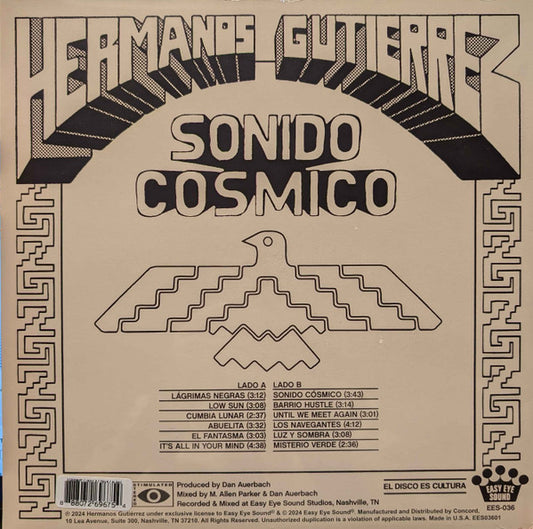 HERMANOS GUTIERREZ
SONIDO
CÓSMICO
LADO A LADO B
LÁGRIMAS NEGRAS (3:12) SONIDO CÓSMICO (3:43)
LOW SUN (3:08) BARRIO HUSTLE (3:14)
CUMBIA LUNAR (2:37) UNTIL WE MEET AGAIN (3:01)
ABUELITA (3:32) LOS NAVEGANTES (4:12)
EL FANTASMA (3:03) LUZ Y SOMBRA (3:08)
IT'S ALL IN YOUR MIND (4:38) MISTERIO VERDE (2:36)
Produced by Dan Auerbach
Mixed by M. Allen Parker & Dan Auerbach
Recorded & Mixed at Easy Eye Sound Studios, Nashville, TN
EL DISCO ES CULTURA
EASY EYE
SOUND
EES-036
℗ 2024 Hermanos Gutierrez under exclusive license to Easy Eye Sound® & © 2024 Easy Eye Sound®. Manufactured and Distributed by Concord,
10 Lea Avenue, Suite 300, Nashville, TN 37210. All Rights Reserved. Unauthorized duplication is a violation of applicable laws. Made in U.S.A. EES03601